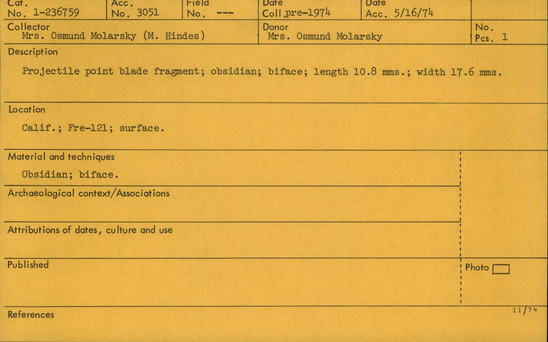 Cat. Acc. Field Date Date
No. 1-236759 No. 3051 No. --- Coll.pre-1974 Acc. 5/16/74
Collector Donor No.
Mrs. Osmund Molarsky (M. Hindes) Mrs. Osmund Molarsky Pcs. 1
Description
Projectile point blade fragment; obsidian; biface; length 10.8 mms.; width 17.6 mms.
Location
Calif.; Fre-121; surface.
Material and techniques
Obsidian; biface.
Archaeological context/Associations
Attributions of dates, culture and use
Published
Photo
11/74
References